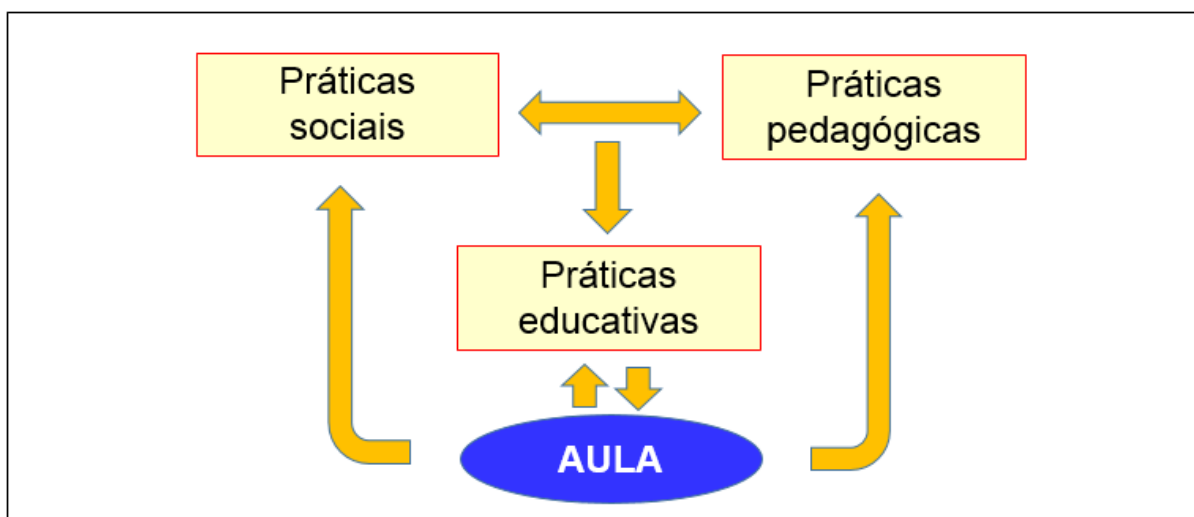 Práticas
sociais
Práticas
pedagógicas
Práticas
educativas
AULA